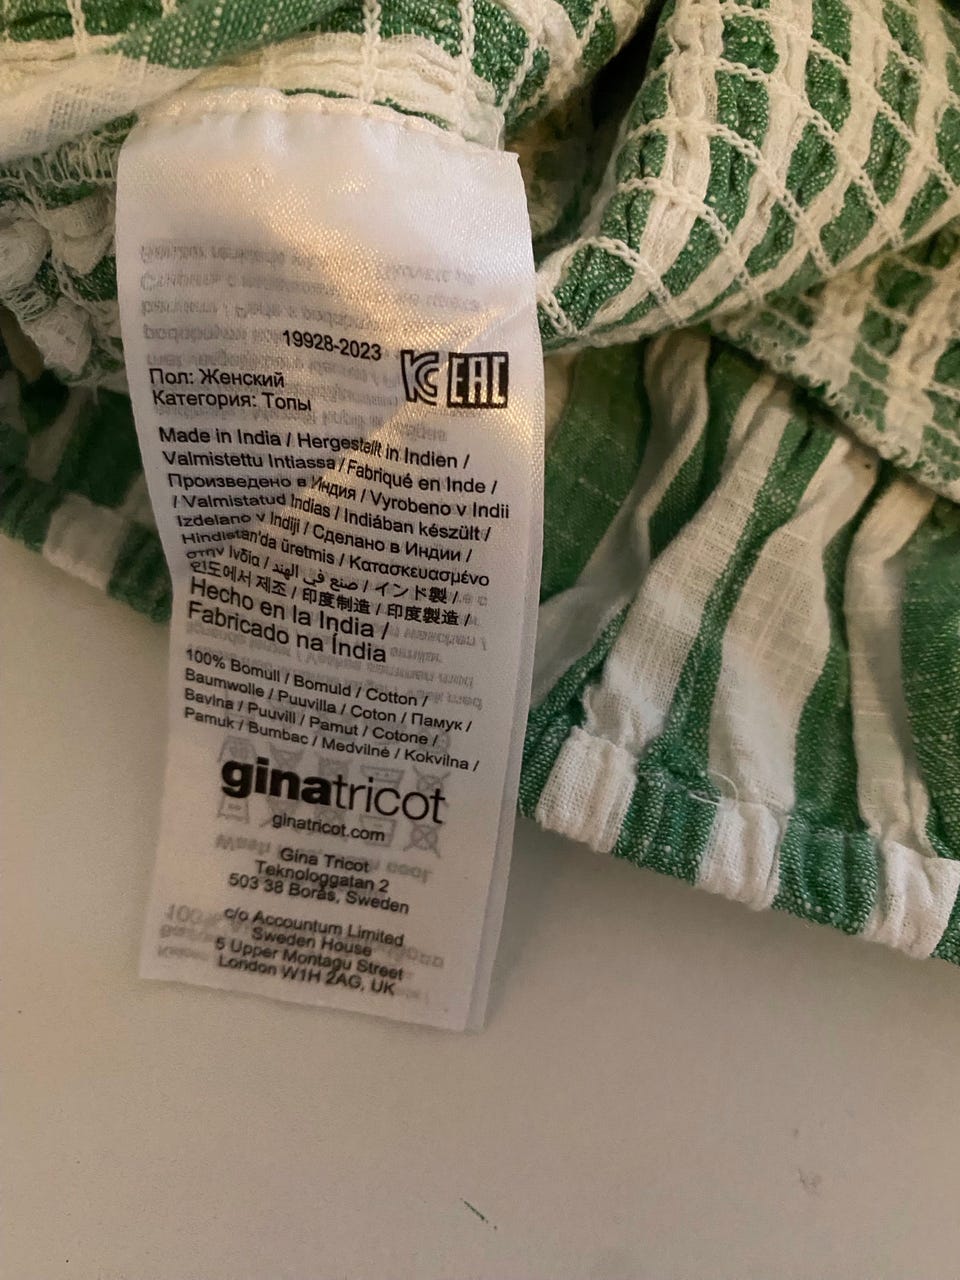 19928-2023
EAC
Пол: Женский
Категория: Топы
Made in India / Hergestellt in Indien /
Valmistettu Intiassa / Fabriqué en Inde /
Произведено в Индия / Vyrobeno v Indii
/ Valmistatud Indias / Indiában készült /
Izdelano v Indiji / Сделано в Индии /
Hindistan'da üretmis / Κατασκευασμένο
στην Ινδία / صنع في الهند / インド製 /
인도에서 제조 / 印度制造 / 印度製造 /
Hecho en la India /
Fabricado na Índia
100% Bomull / Bomuld / Cotton /
Baumwolle / Puuvilla / Coton / Памук /
Bavlna / Puuvill / Pamut / Cotone /
Pamuk / Bumbac / Medvilnė / Kokvilna /
ginatricot
ginatricot.com
Gina Tricot
Teknologgatan 2
503 38 Borås, Sweden
c/o Accountum Limited
Sweden House
5 Upper Montagu Street
London W1H 2AG, UK